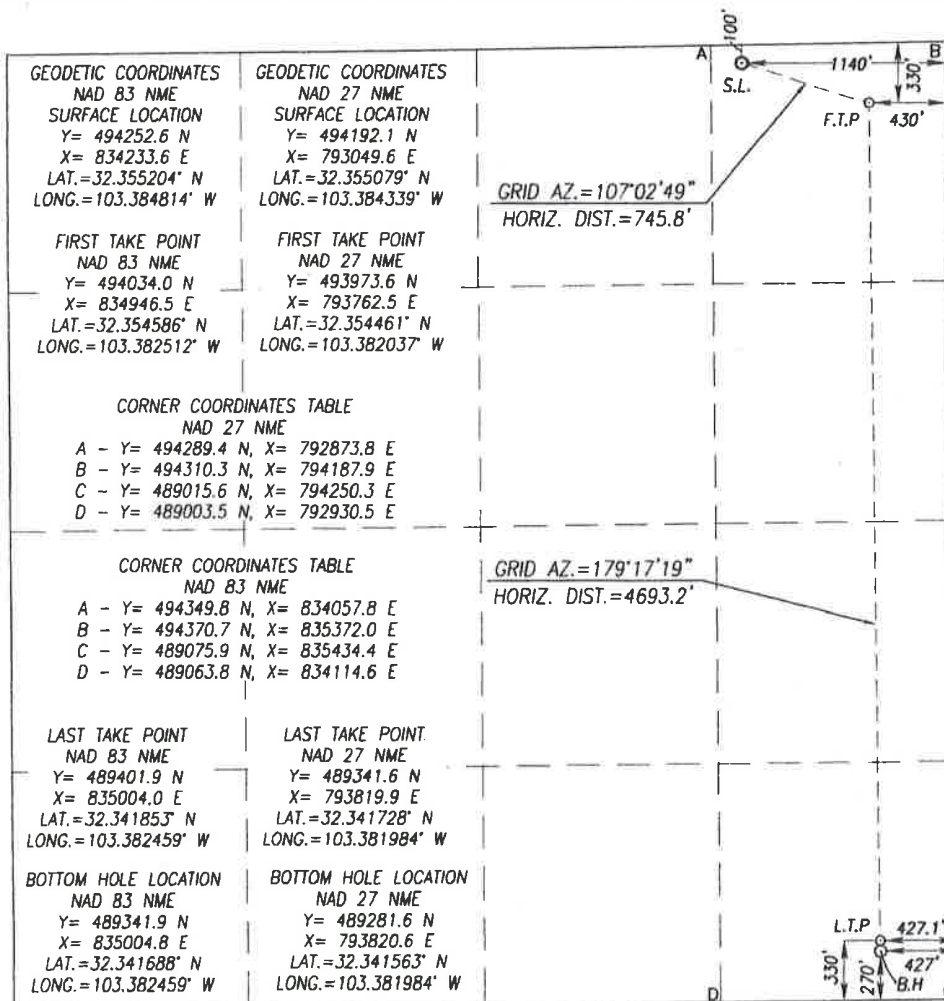 GEODETIC COORDINATES
NAD 83 NME
SURFACE LOCATION
Y= 494252.6 N
X= 834233.6 E
LAT.=32.355204° N
LONG.=103.384814° W
GEODETIC COORDINATES
NAD 27 NME
SURFACE LOCATION
Y= 494192.1 N
X= 793049.6 E
LAT.=32.355079° N
LONG.=103.384339° W
FIRST TAKE POINT
NAD 83 NME
Y= 494034.0 N
X= 834946.5 E
LAT.=32.354586° N
LONG.=103.382512° W
FIRST TAKE POINT
NAD 27 NME
Y= 493973.6 N
X= 793762.5 E
LAT.=32.354461° N
LONG.=103.382037° W
CORNER COORDINATES TABLE
NAD 27 NME
A - Y= 494289.4 N, X= 792873.8 E
B - Y= 494310.3 N, X= 794187.9 E
C - Y= 489015.6 N, X= 794250.3 E
D - Y= 489003.5 N, X= 792930.5 E
CORNER COORDINATES TABLE
NAD 83 NME
A - Y= 494349.8 N, X= 834057.8 E
B - Y= 494370.7 N, X= 835372.0 E
C - Y= 489075.9 N, X= 835434.4 E
D - Y= 489063.8 N, X= 834114.6 E
LAST TAKE POINT
NAD 83 NME
Y= 489401.9 N
X= 835004.0 E
LAT.=32.341853° N
LONG.=103.382459° W
LAST TAKE POINT
NAD 27 NME
Y= 489341.6 N
X= 793819.9 E
LAT.=32.341728° N
LONG.=103.381984° W
BOTTOM HOLE LOCATION
NAD 83 NME
Y= 489341.9 N
X= 835004.8 E
LAT.=32.341688° N
LONG.=103.382459° W
BOTTOM HOLE LOCATION
NAD 27 NME
Y= 489281.6 N
X= 793820.6 E
LAT.=32.341563° N
LONG.=103.381984° W
100'
A
B
1140'
330'
S.L.
F.T.P
430'
GRID AZ.=107°02'49"
HORIZ. DIST.=745.8'
GRID AZ.=179°17'19"
HORIZ. DIST.=4693.2'
L.T.P
427.1'
427'
330'
270'
B.H
D